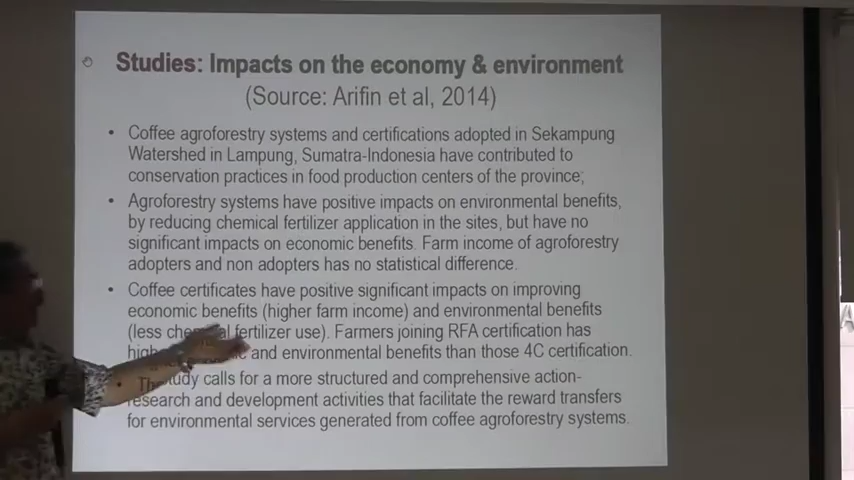 Studies: Impacts on the economy & environment
(Source: Arifin et al, 2014)
• Coffee agroforestry systems and certifications adopted in Sekampung
Watershed in Lampung, Sumatra-Indonesia have contributed to
conservation practices in food production centers of the province;
• Agroforestry systems have positive impacts on environmental benefits,
by reducing chemical fertilizer application in the sites, but have no
significant impacts on economic benefits. Farm income of agroforestry
adopters and non adopters has no statistical difference.
• Coffee certificates have positive significant impacts on improving
economic benefits (higher farm income) and environmental benefits
(less chemical fertilizer use). Farmers joining RFA certification has
and environmental benefits than those 4C certification.
• The study calls for a more structured and comprehensive action-
research and development activities that facilitate the reward transfers
for environmental services generated from coffee agroforestry systems.